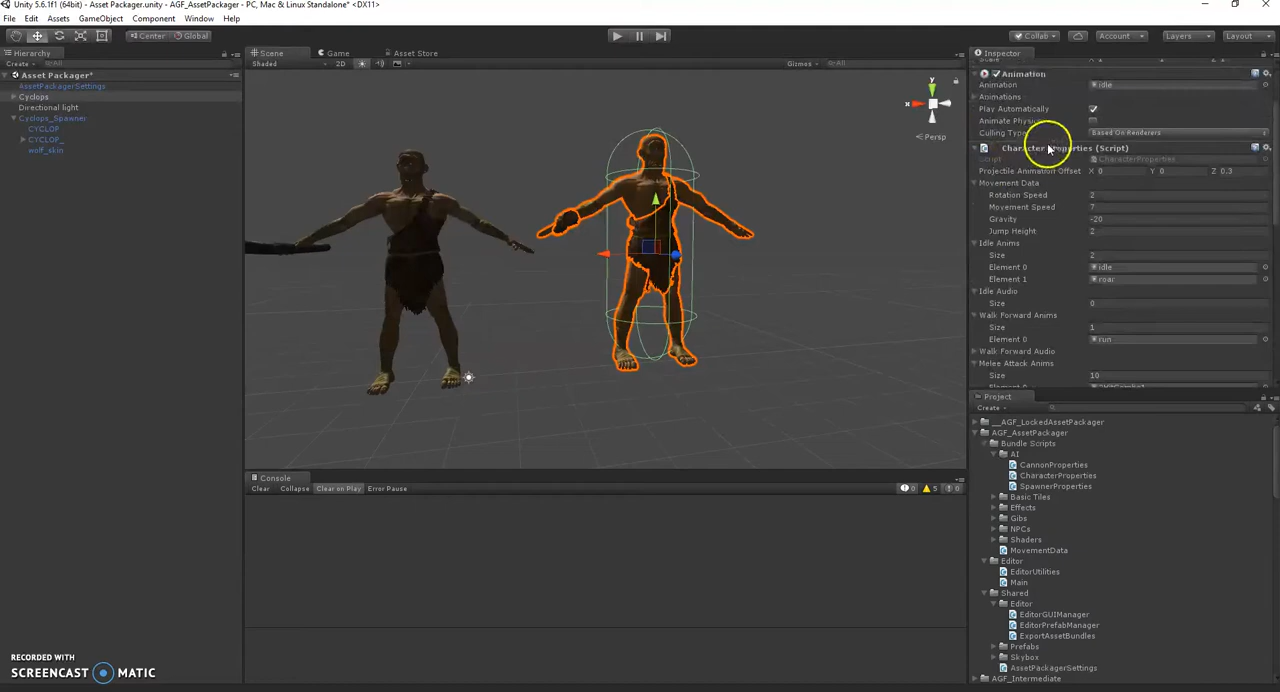 Unity 5.6.1f1 (64bit) - Asset Packager.unity - AGF_AssetPackager - PC, Mac & Linux Standalone* <DX11>
File Edit Assets GameObject Component Window Help
Center Global Collab Account Layers Layout
Hierarchy
Create All
Asset Packager*
AssetPackagerSettings
Cyclops
Directional light
Cyclops_Spawner
CYCLOP
CYCLOP_
wolf_skin
Scene Game Asset Store
Shaded 2D Gizmos All
y
x
Persp
Console
Clear Collapse Clear on Play Error Pause 0 5 0
Inspector
Scale
Animation
Animation idle
Animations
Play Automatically
Animate Physics
Culling Type Based On Renderers
Character Properties (Script)
Script CharacterProperties
Projectile Animation Offset X 0 Y 0 Z 0.3
Movement Data
Rotation Speed 2
Movement Speed 7
Gravity -20
Jump Height 2
Idle Anims
Size 2
Element 0 idle
Element 1 roar
Idle Audio
Size 0
Walk Forward Anims
Size 1
Element 0 run
Walk Forward Audio
Melee Attack Anims
Size 10
Element 0
Project
Create
__AGF_LockedAssetPackager
AGF_AssetPackager
Bundle Scripts
AI
CannonProperties
CharacterProperties
SpawnerProperties
Basic Tiles
Effects
Gibs
NPCs
Shaders
MovementData
Editor
EditorUtilities
Main
Shared
Editor
EditorGUIManager
EditorPrefabManager
ExportAssetBundles
Prefabs
Skybox
AssetPackagerSettings
AGF_Intermediate
RECORDED WITH
SCREENCAST MATIC